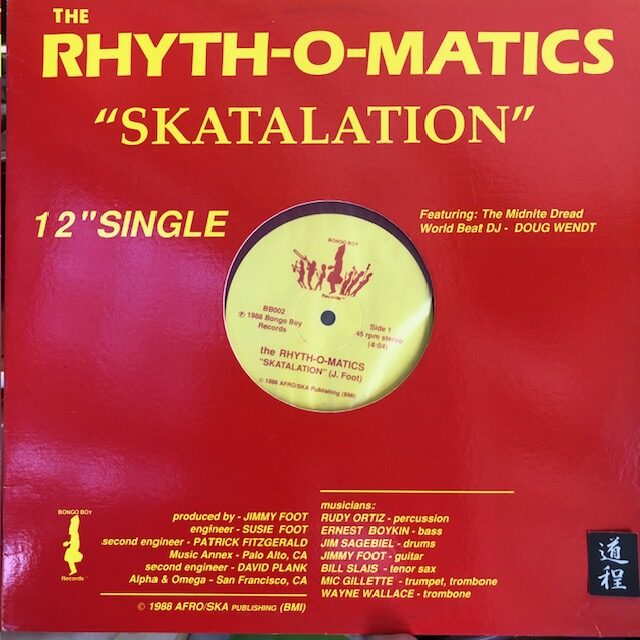 THE
RHYTH-O-MATICS
"SKATALATION"
12" SINGLE
Featuring: The Midnite Dread
World Beat DJ - DOUG WENDT
BONGO BOY
Records™
BB002
℗ 1988 Bongo Boy
Records
Side 1
45 rpm stereo
(4:04)
the RHYTH-O-MATICS
"SKATALATION" (J. Foot)
© 1988 AFRO/SKA Publishing (BMI)
BONGO BOY
Records
produced by - JIMMY FOOT
engineer - SUSIE FOOT
second engineer - PATRICK FITZGERALD
Music Annex - Palo Alto, CA
second engineer - DAVID PLANK
Alpha & Omega - San Francisco, CA
© 1988 AFRO/SKA PUBLISHING (BMI)
musicians:
RUDY ORTIZ - percussion
ERNEST BOYKIN - bass
JIM SAGEBIEL - drums
JIMMY FOOT - guitar
BILL SLAIS - tenor sax
MIC GILLETTE - trumpet, trombone
WAYNE WALLACE - trombone
道
程